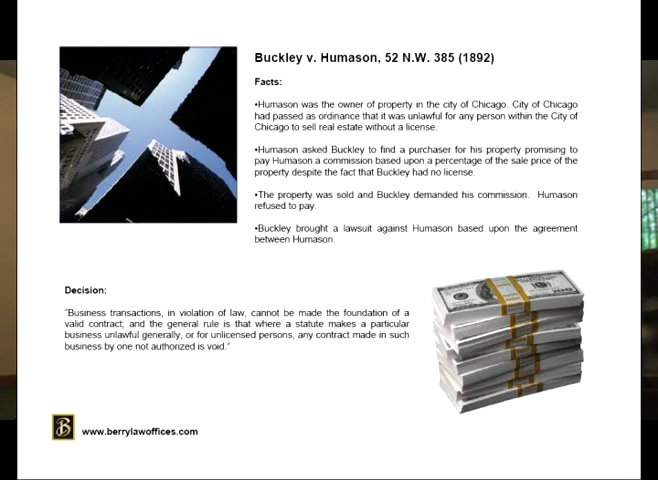 Buckley v. Humason, 52 N.W. 385 (1892)
Facts:
•Humason was the owner of property in the city of Chicago. City of Chicago
had passed as ordinance that it was unlawful for any person within the City of
Chicago to sell real estate without a license.
•Humason asked Buckley to find a purchaser for his property promising to
pay Humason a commission based upon a percentage of the sale price of the
property despite the fact that Buckley had no license.
•The property was sold and Buckley demanded his commission. Humason
refused to pay.
•Buckley brought a lawsuit against Humason based upon the agreement
between Humason.
Decision:
“Business transactions, in violation of law, cannot be made the foundation of a
valid contract; and the general rule is that where a statute makes a particular
business unlawful generally, or for unlicensed persons, any contract made in such
business by one not authorized is void.”
B www.berrylawoffices.com